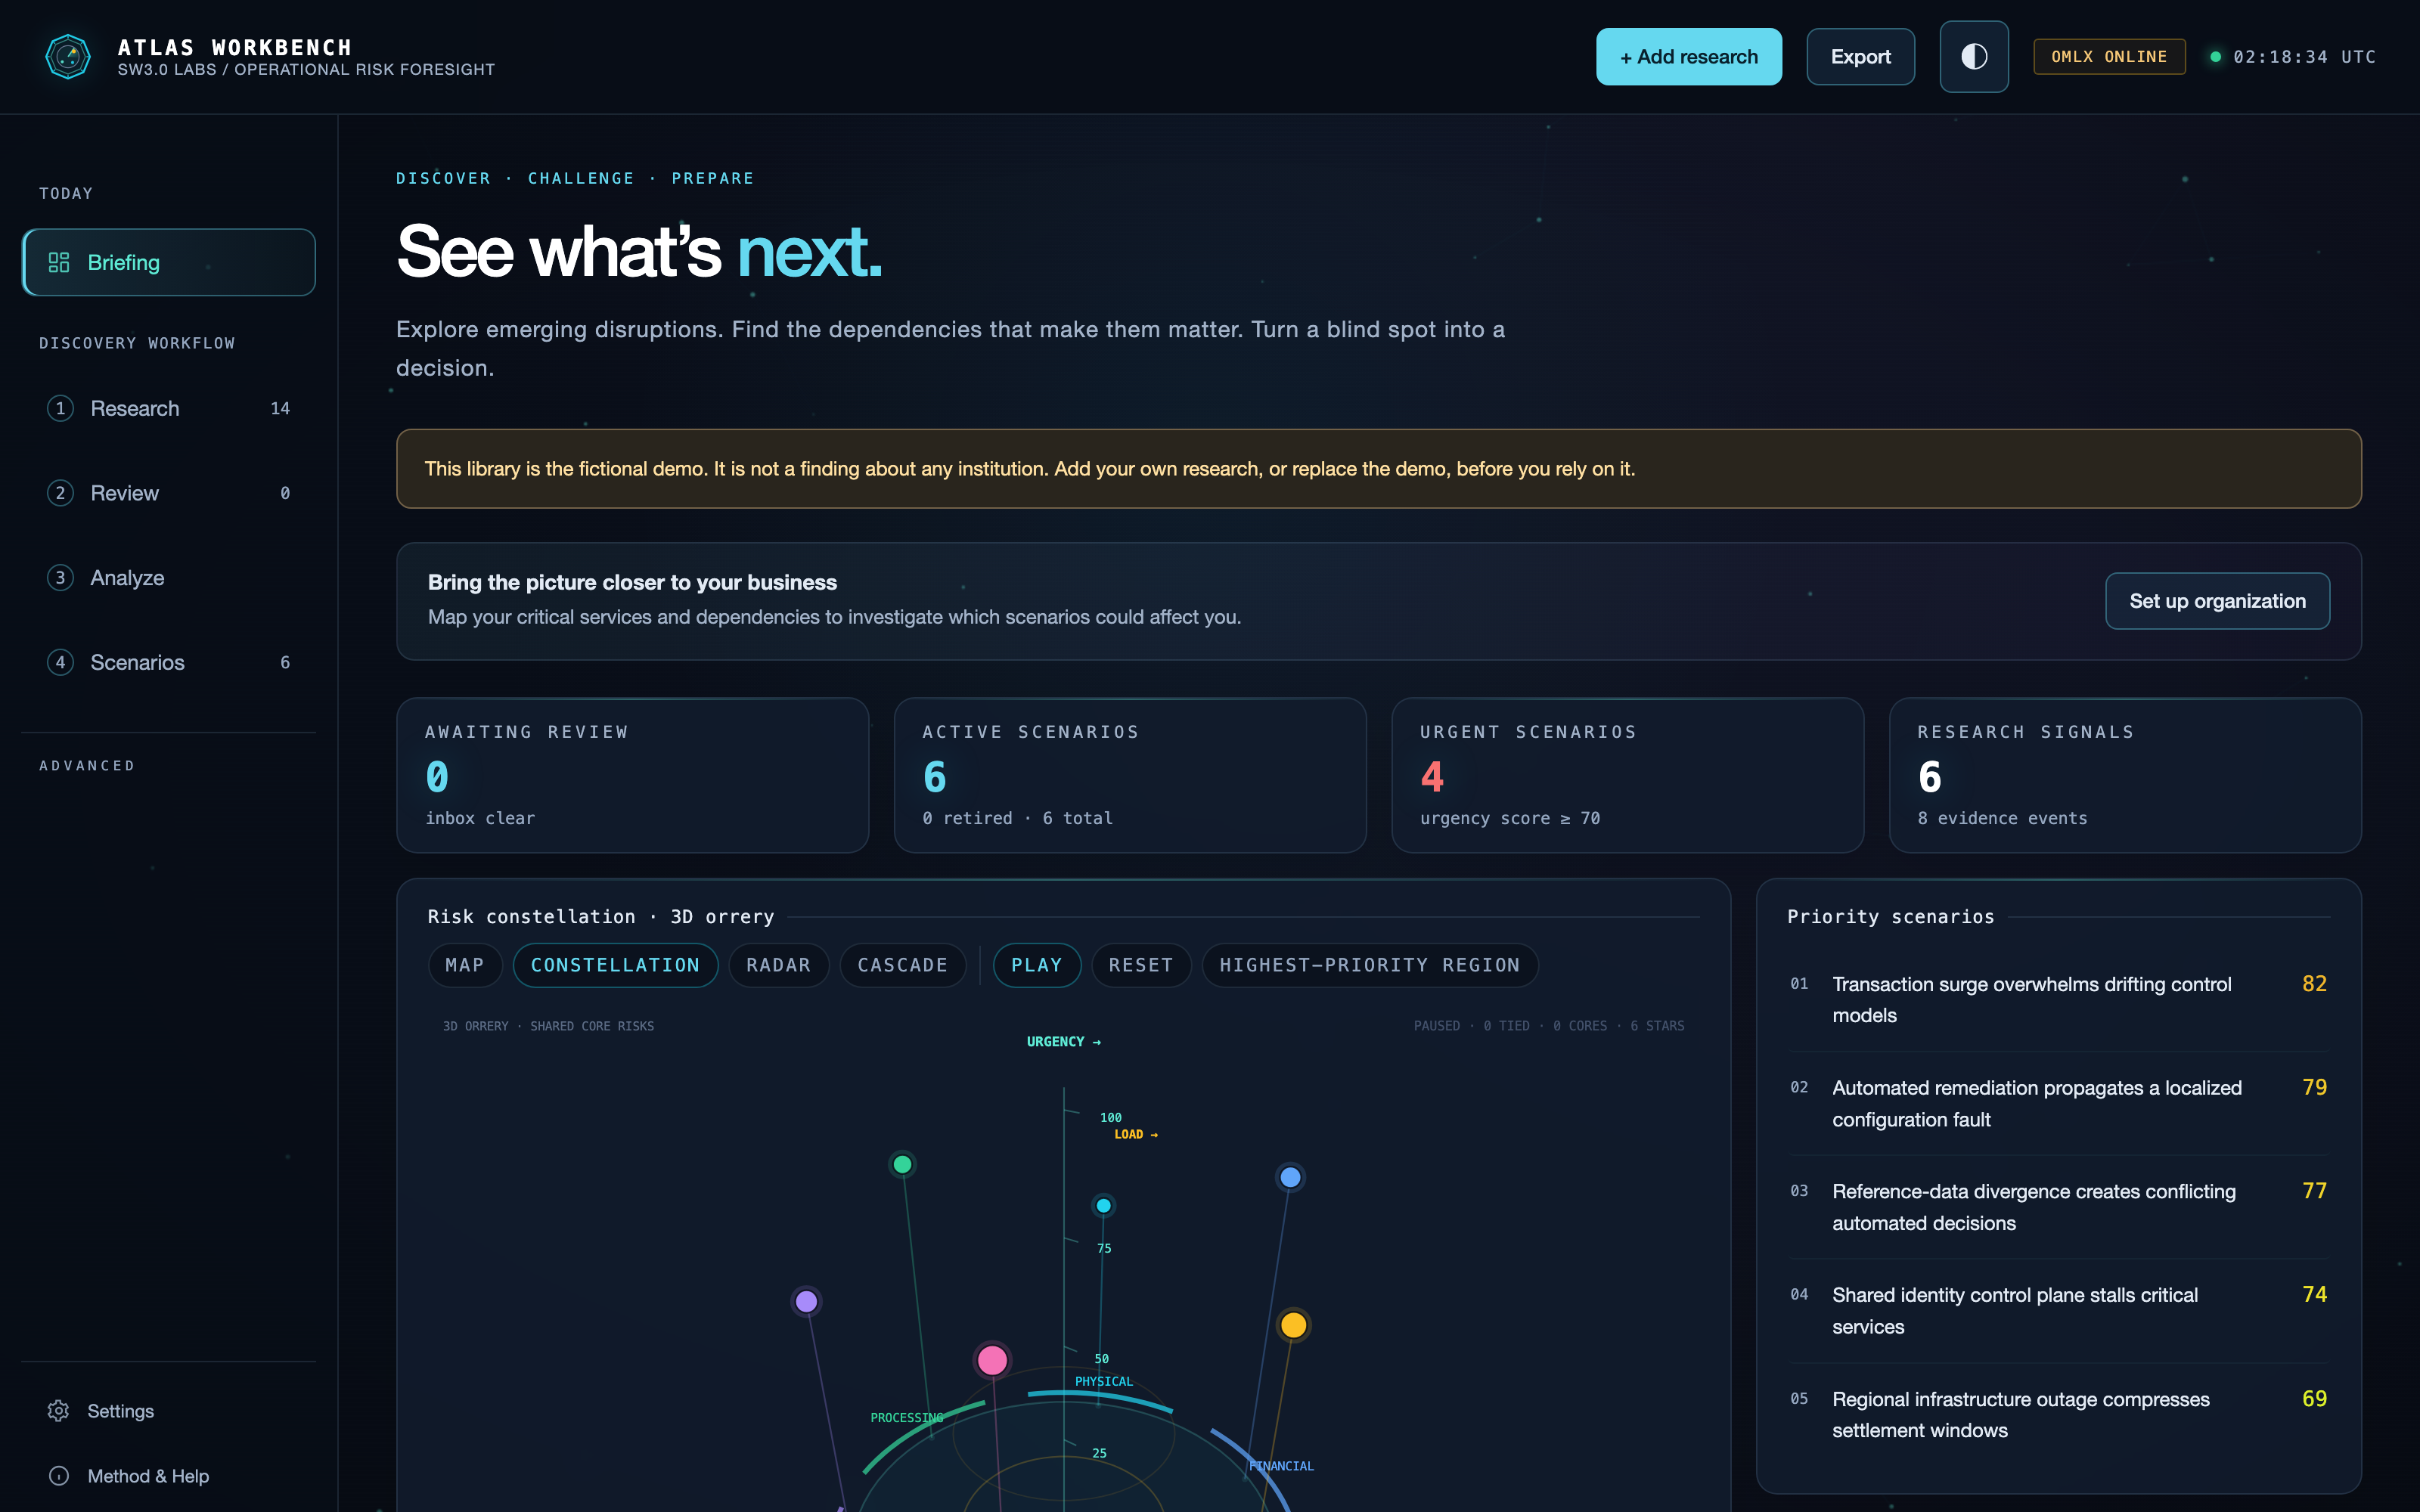 ATLAS WORKBENCH
SW3.0 LABS / OPERATIONAL RISK FORESIGHT
+ Add research
Export
OMLX ONLINE
02:18:34 UTC
TODAY
Briefing
DISCOVERY WORKFLOW
1 Research 14
2 Review 0
3 Analyze
4 Scenarios 6
ADVANCED
Settings
Method & Help
DISCOVER · CHALLENGE · PREPARE
See what’s next.
Explore emerging disruptions. Find the dependencies that make them matter. Turn a blind spot into a
decision.
This library is the fictional demo. It is not a finding about any institution. Add your own research, or replace the demo, before you rely on it.
Bring the picture closer to your business
Map your critical services and dependencies to investigate which scenarios could affect you.
Set up organization
AWAITING REVIEW
0
inbox clear
ACTIVE SCENARIOS
6
0 retired · 6 total
URGENT SCENARIOS
4
urgency score ≥ 70
RESEARCH SIGNALS
6
8 evidence events
Risk constellation · 3D orrery
MAP
CONSTELLATION
RADAR
CASCADE
PLAY
RESET
HIGHEST-PRIORITY REGION
3D ORRERY · SHARED CORE RISKS
PAUSED · 0 TIED · 0 CORES · 6 STARS
URGENCY →
100
LOAD →
75
50
PHYSICAL
PROCESSING
25
FINANCIAL
Priority scenarios
01 Transaction surge overwhelms drifting control 82
models
02 Automated remediation propagates a localized 79
configuration fault
03 Reference-data divergence creates conflicting 77
automated decisions
04 Shared identity control plane stalls critical 74
services
05 Regional infrastructure outage compresses 69
settlement windows